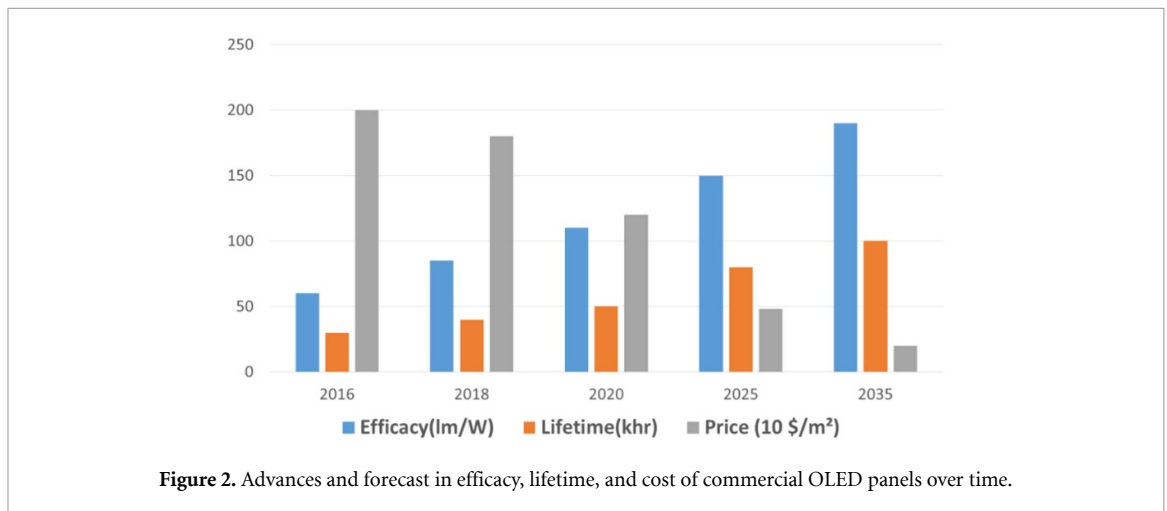 250
200
150
100
50
0
2016 2018 2020 2025 2035
Efficacy(lm/W) Lifetime(khr) Price (10 $/m²)
Figure 2. Advances and forecast in efficacy, lifetime, and cost of commercial OLED panels over time.